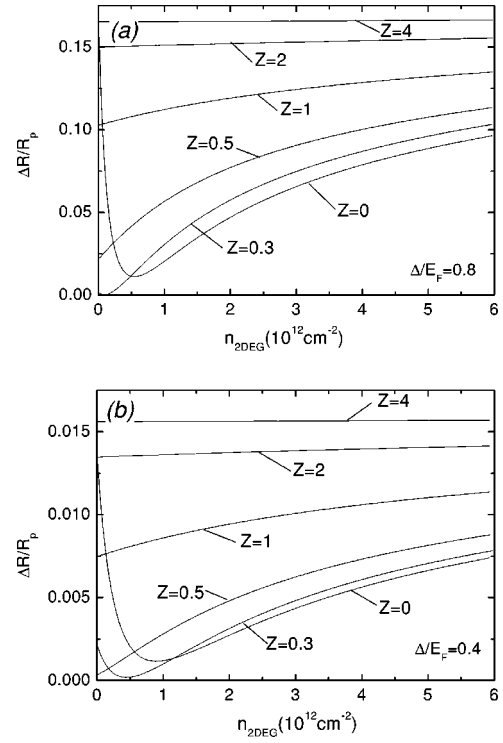 (a)
Z=4
0.15
Z=2
Z=1
0.10
Z=0.5
ΔR/R_p
Z=0
0.05
Z=0.3
Δ/E_F=0.8
0.00
0 1 2 3 4 5 6
n_2DEG(10^12cm^-2)
(b)
Z=4
0.015
Z=2
0.010
Z=1
ΔR/R_p
Z=0.5
Z=0
0.005
Z=0.3
Δ/E_F=0.4
0.000
0 1 2 3 4 5 6
n_2DEG(10^12cm^-2)